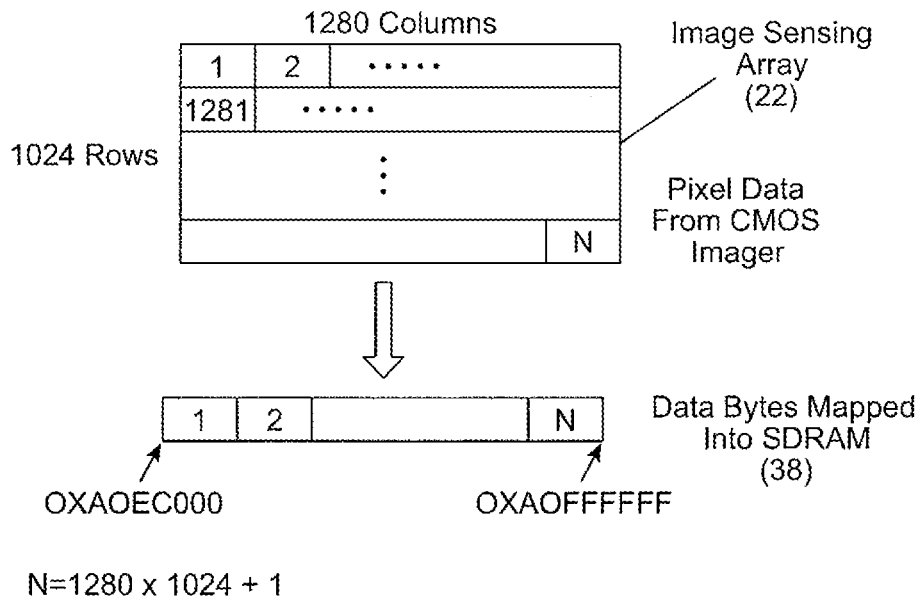 1280 Columns
1 2 .....
1281 .....
1024 Rows
N
Image Sensing
Array
(22)
Pixel Data
From CMOS
Imager
1 2 N
Data Bytes Mapped
Into SDRAM
(38)
OXAOEC000
OXAOFFFFFF
N=1280 x 1024 + 1